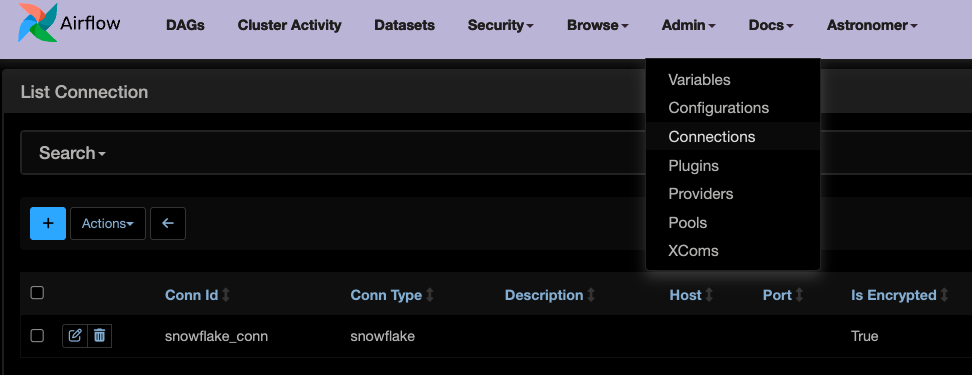 Airflow DAGs Cluster Activity Datasets Security Browse Admin Docs Astronomer
Variables
Configurations
Connections
Plugins
Providers
Pools
XComs
List Connection
Search
+ Actions
Conn Id Conn Type Description Host Port Is Encrypted
snowflake_conn snowflake True